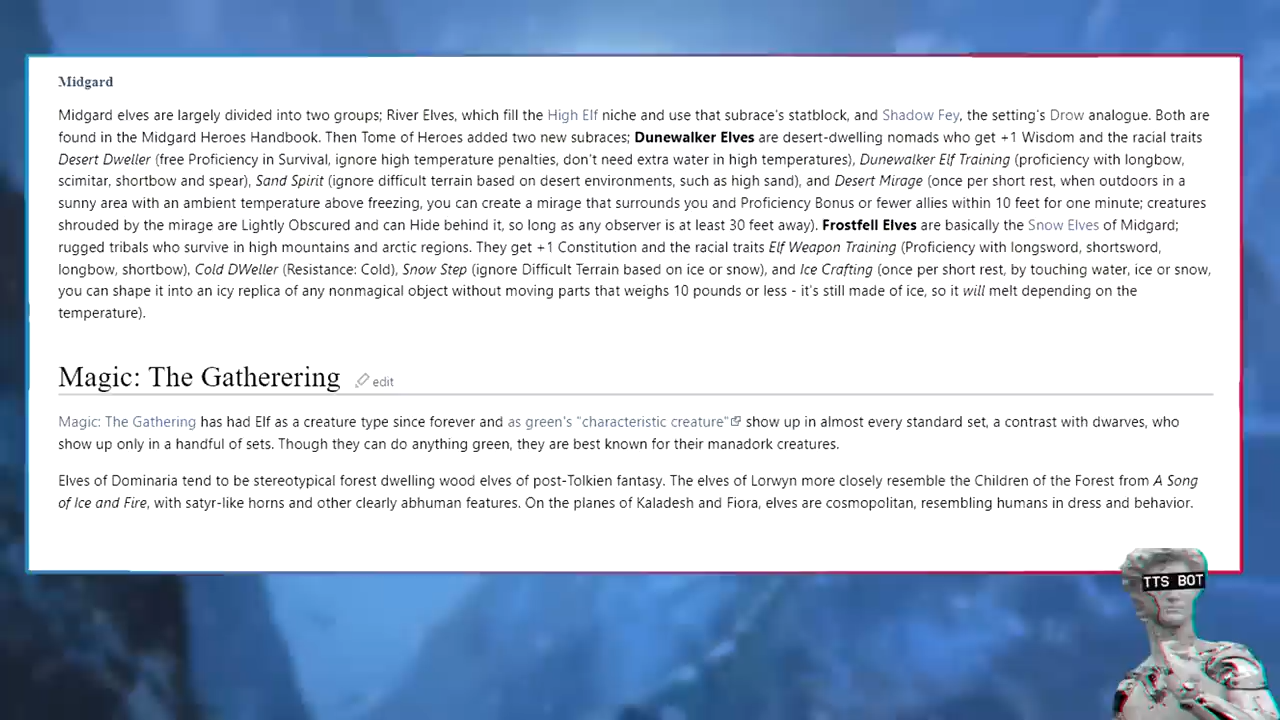 Midgard
Midgard elves are largely divided into two groups; River Elves, which fill the High Elf niche and use that subrace's statblock, and Shadow Fey, the setting's Drow analogue. Both are
found in the Midgard Heroes Handbook. Then Tome of Heroes added two new subraces; Dunewalker Elves are desert-dwelling nomads who get +1 Wisdom and the racial traits
Desert Dweller (free Proficiency in Survival, ignore high temperature penalties, don't need extra water in high temperatures), Dunewalker Elf Training (proficiency with longbow,
scimitar, shortbow and spear), Sand Spirit (ignore difficult terrain based on desert environments, such as high sand), and Desert Mirage (once per short rest, when outdoors in a
sunny area with an ambient temperature above freezing, you can create a mirage that surrounds you and Proficiency Bonus or fewer allies within 10 feet for one minute; creatures
shrouded by the mirage are Lightly Obscured and can Hide behind it, so long as any observer is at least 30 feet away). Frostfell Elves are basically the Snow Elves of Midgard;
rugged tribals who survive in high mountains and arctic regions. They get +1 Constitution and the racial traits Elf Weapon Training (Proficiency with longsword, shortsword,
longbow, shortbow), Cold DWeller (Resistance: Cold), Snow Step (ignore Difficult Terrain based on ice or snow), and Ice Crafting (once per short rest, by touching water, ice or snow,
you can shape it into an icy replica of any nonmagical object without moving parts that weighs 10 pounds or less - it's still made of ice, so it will melt depending on the
temperature).
Magic: The Gatherering edit
Magic: The Gathering has had Elf as a creature type since forever and as green's "characteristic creature" show up in almost every standard set, a contrast with dwarves, who
show up only in a handful of sets. Though they can do anything green, they are best known for their manadork creatures.
Elves of Dominaria tend to be stereotypical forest dwelling wood elves of post-Tolkien fantasy. The elves of Lorwyn more closely resemble the Children of the Forest from A Song
of Ice and Fire, with satyr-like horns and other clearly abhuman features. On the planes of Kaladesh and Fiora, elves are cosmopolitan, resembling humans in dress and behavior.
TTS BOT